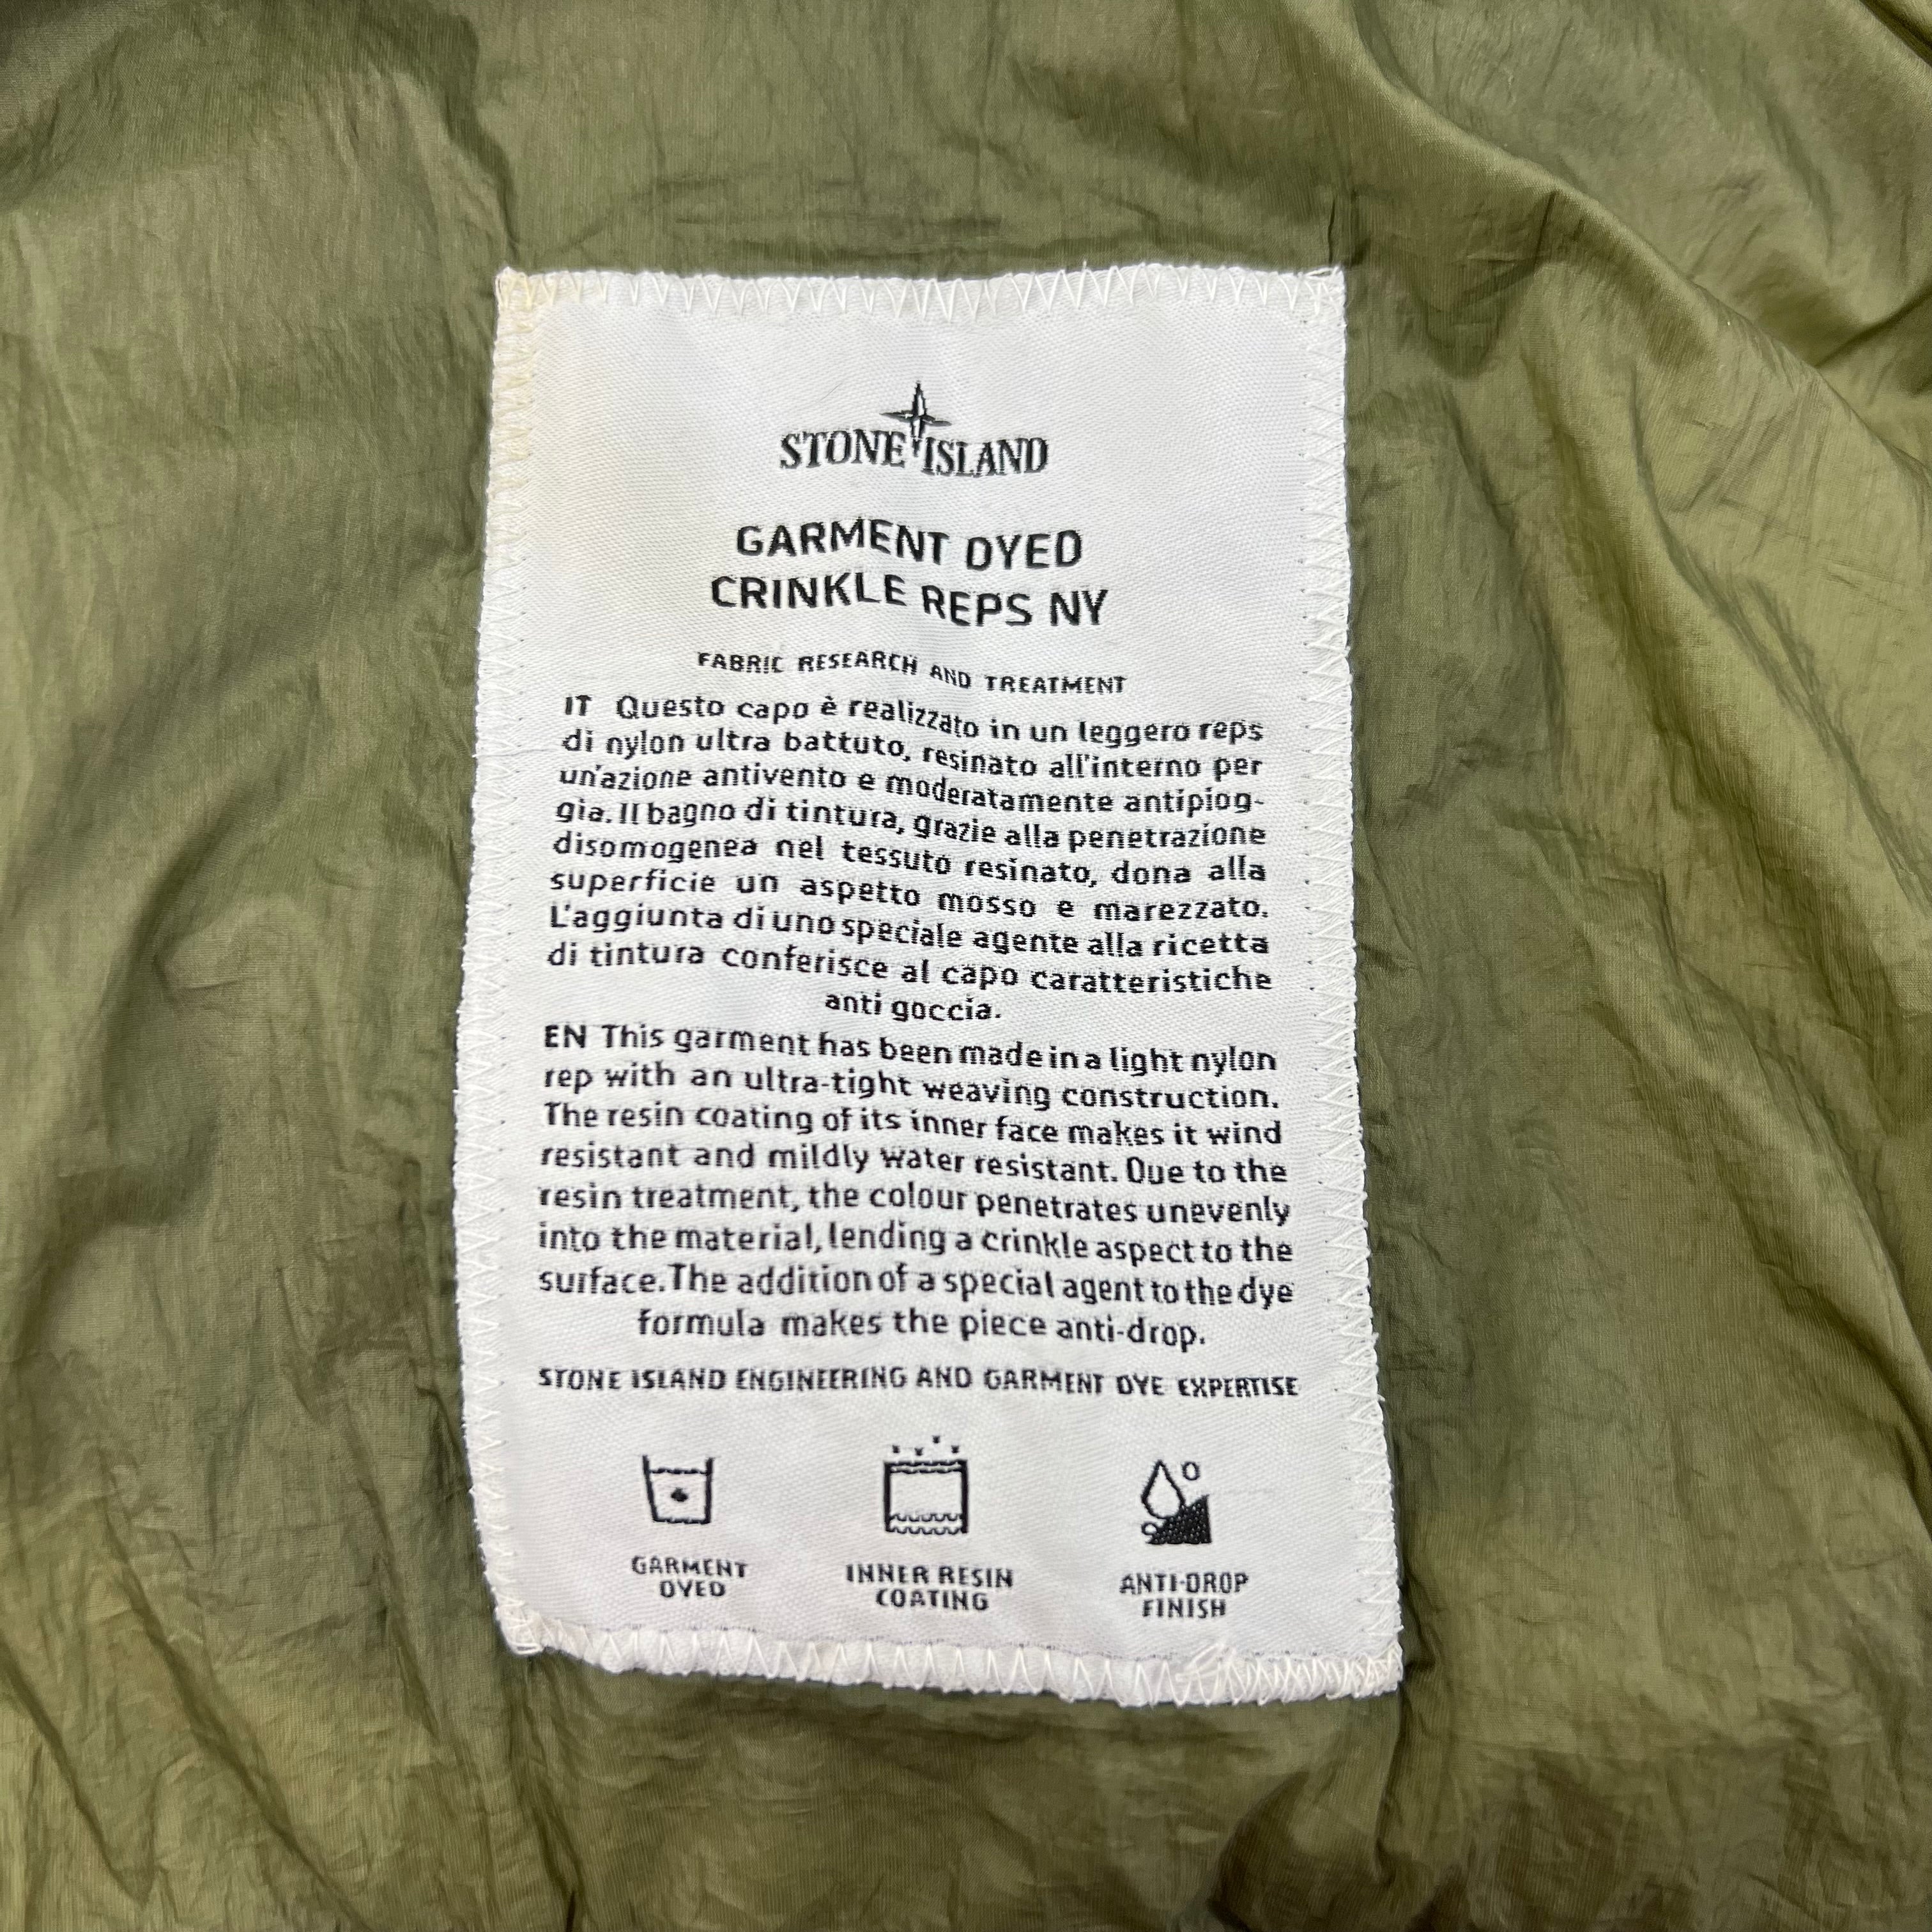 STONE ISLAND
GARMENT DYED
CRINKLE REPS NY
FABRIC RESEARCH AND TREATMENT
IT Questo capo è realizzato in un leggero reps
di nylon ultra battuto, resinato all'interno per
un'azione antivento e moderatamente antipiog-
gia. Il bagno di tintura, grazie alla penetrazione
disomogenea nel tessuto resinato, dona alla
superficie un aspetto mosso e marezzato.
L'aggiunta di uno speciale agente alla ricetta
di tintura conferisce al capo caratteristiche
anti goccia.
EN This garment has been made in a light nylon
rep with an ultra-tight weaving construction.
The resin coating of its inner face makes it wind
resistant and mildly water resistant. Due to the
resin treatment, the colour penetrates unevenly
into the material, lending a crinkle aspect to the
surface. The addition of a special agent to the dye
formula makes the piece anti-drop.
STONE ISLAND ENGINEERING AND GARMENT DYE EXPERTISE
GARMENT
DYED
INNER RESIN
COATING
ANTI-DROP
FINISH